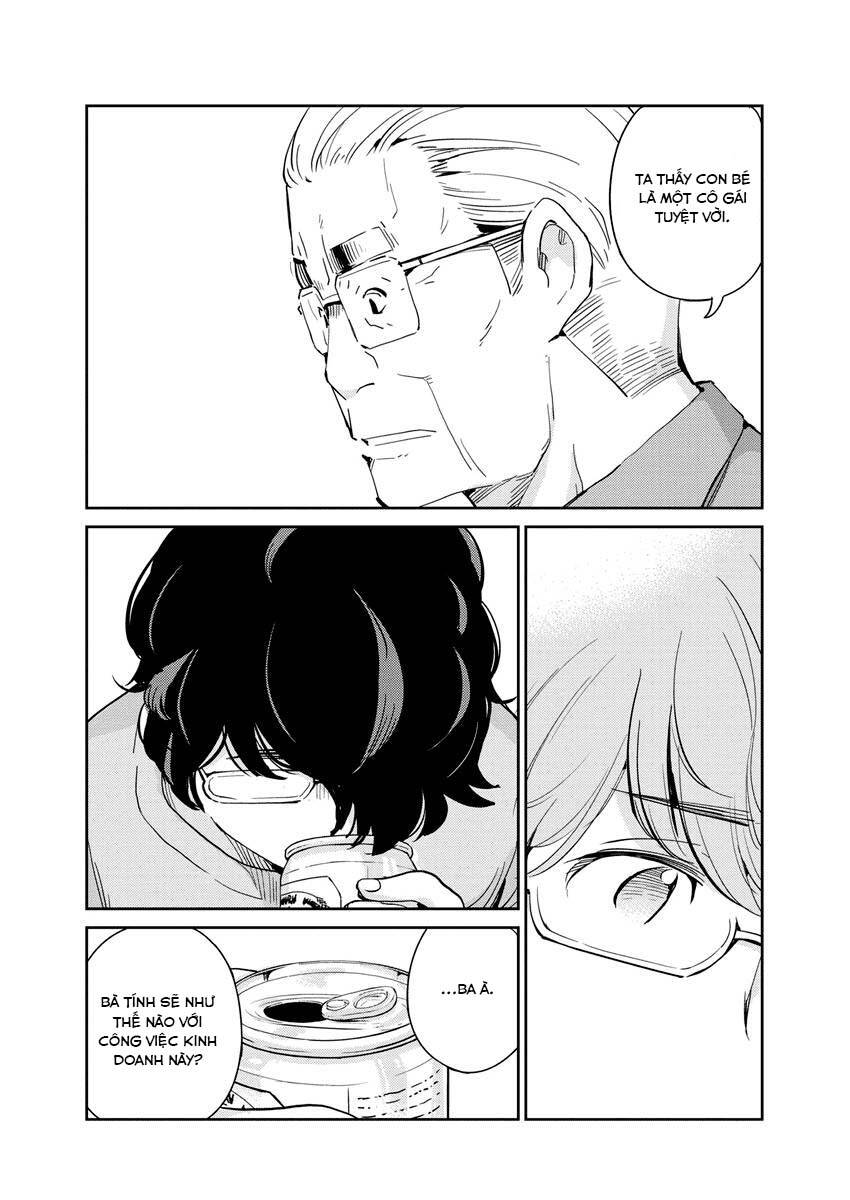 TA THẤY CON BÉ
LÀ MỘT CÔ GÁI
TUYỆT VỜI.
...BA À.
BÀ TÍNH SẼ NHƯ
THẾ NÀO VỚI
CÔNG VIỆC KINH
DOANH NÀY?